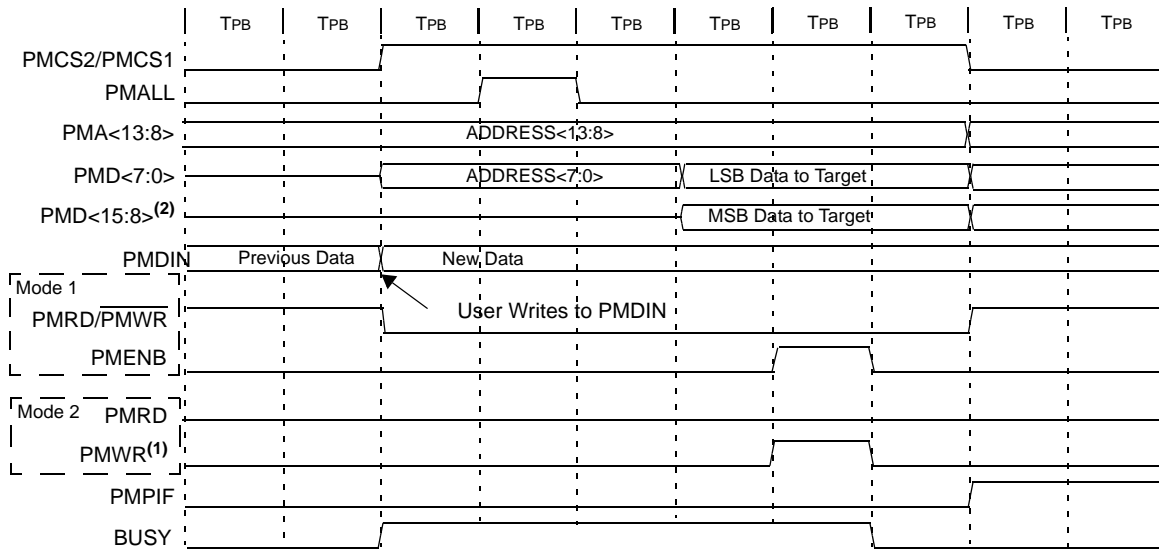 TPB TPB TPB TPB TPB TPB TPB TPB TPB TPB
PMCS2/PMCS1
PMALL
PMA<13:8> ADDRESS<13:8>
PMD<7:0> ADDRESS<7:0> LSB Data to Target
PMD<15:8>(2) MSB Data to Target
PMDIN Previous Data New Data
Mode 1
User Writes to PMDIN
PMRD/PMWR
PMENB
Mode 2 PMRD
PMWR(1)
PMPIF
BUSY